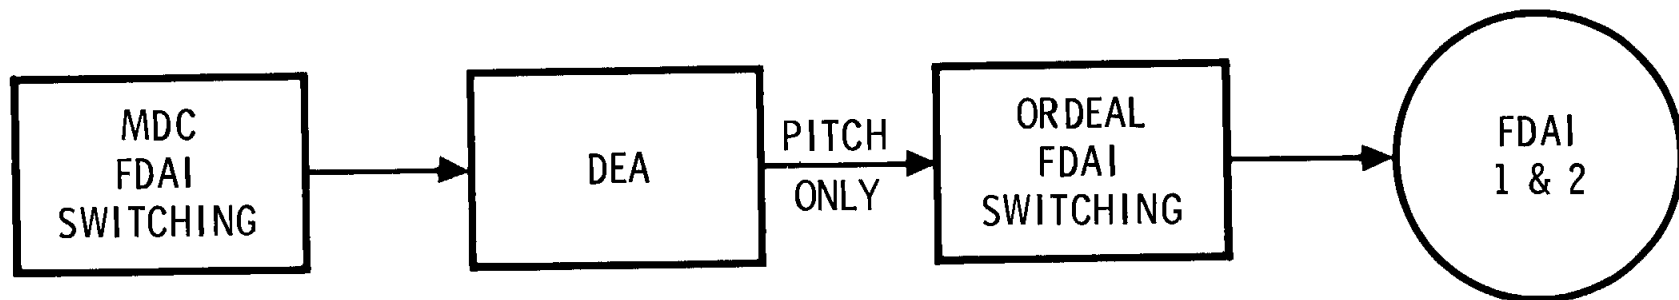 MDC
FDAI
SWITCHING
DEA
PITCH
ONLY
ORDEAL
FDAI
SWITCHING
FDAI
1 & 2